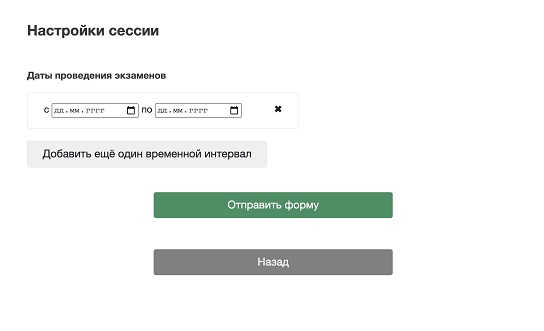 Настройки сессии
Даты проведения экзаменов
с дд.мм.гггг по дд.мм.гггг ✖
Добавить ещё один временной интервал
Отправить форму
Назад